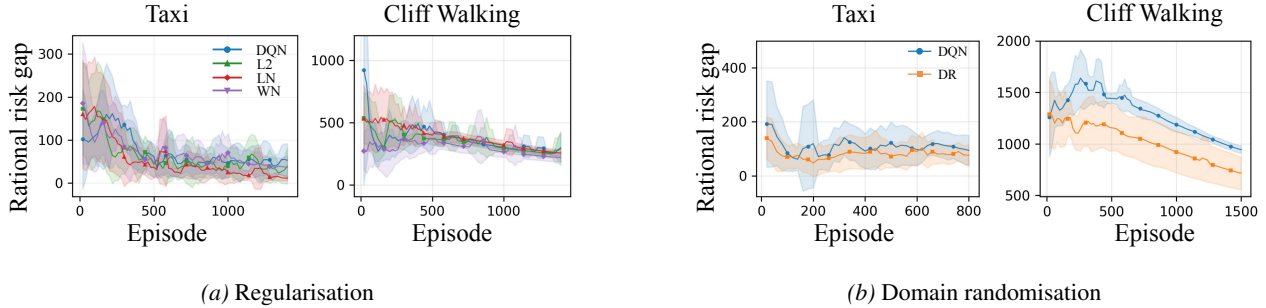 Taxi
Cliff Walking
Taxi
Cliff Walking
Rational risk gap
300
200
100
0
DQN
L2
LN
WN
0
500
1000
Episode
1000
500
0
0
500
1000
Episode
Rational risk gap
400
200
0
DQN
DR
0
200
400
600
800
Episode
2000
1500
1000
500
0
500
1000
1500
Episode
(a) Regularisation
(b) Domain randomisation